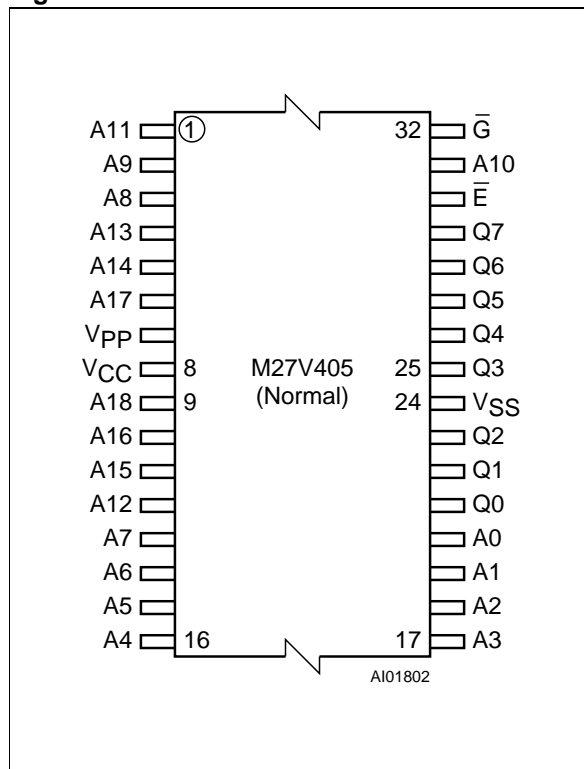 A11 1 32 G̅
A9 A10
A8 E̅
A13 Q7
A14 Q6
A17 Q5
VPP Q4
VCC 8 M27V405 25 Q3
A18 9 (Normal) 24 VSS
A16 Q2
A15 Q1
A12 Q0
A7 A0
A6 A1
A5 A2
A4 16 17 A3
AI01802